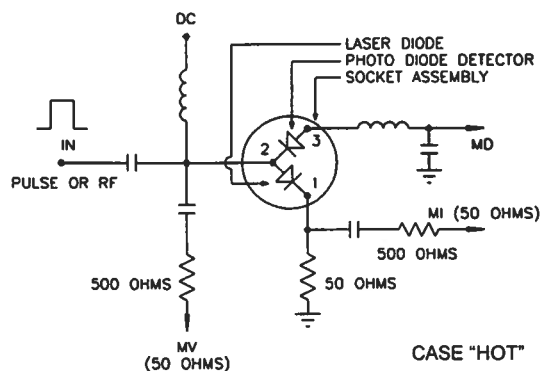 DC
LASER DIODE
PHOTO DIODE DETECTOR
SOCKET ASSEMBLY
IN
PULSE OR RF
2
3
1
MD
MI (50 OHMS)
500 OHMS
500 OHMS
50 OHMS
MV
(50 OHMS)
CASE "HOT"